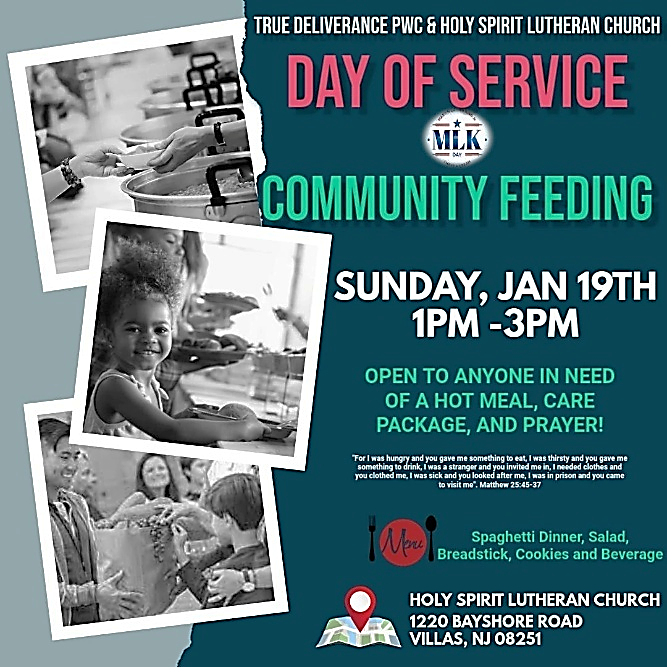 TRUE DELIVERANCE PWC & HOLY SPIRIT LUTHERAN CHURCH
DAY OF SERVICE
MLK
DAY
COMMUNITY FEEDING
SUNDAY, JAN 19TH
1PM -3PM
OPEN TO ANYONE IN NEED
OF A HOT MEAL, CARE
PACKAGE, AND PRAYER!
"For I was hungry and you gave me something to eat, I was thirsty and you gave me
something to drink, I was a stranger and you invited me in, I needed clothes and
you clothed me, I was sick and you looked after me, I was in prison and you came
to visit me". Matthew 25:45-37
Menu
Spaghetti Dinner, Salad,
Breadstick, Cookies and Beverage
HOLY SPIRIT LUTHERAN CHURCH
1220 BAYSHORE ROAD
VILLAS, NJ 08251